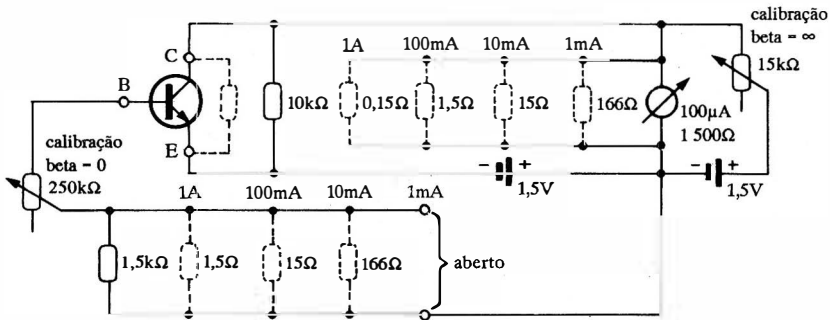 calibração
beta = ∞
15kΩ
1A
100mA
10mA
1mA
C
B
E
10kΩ
0,15Ω
1,5Ω
15Ω
166Ω
100μA
1 500Ω
calibração
beta = 0
250kΩ
- +
1,5V
- +
1,5V
1A
100mA
10mA
1mA
1,5kΩ
1,5Ω
15Ω
166Ω
aberto